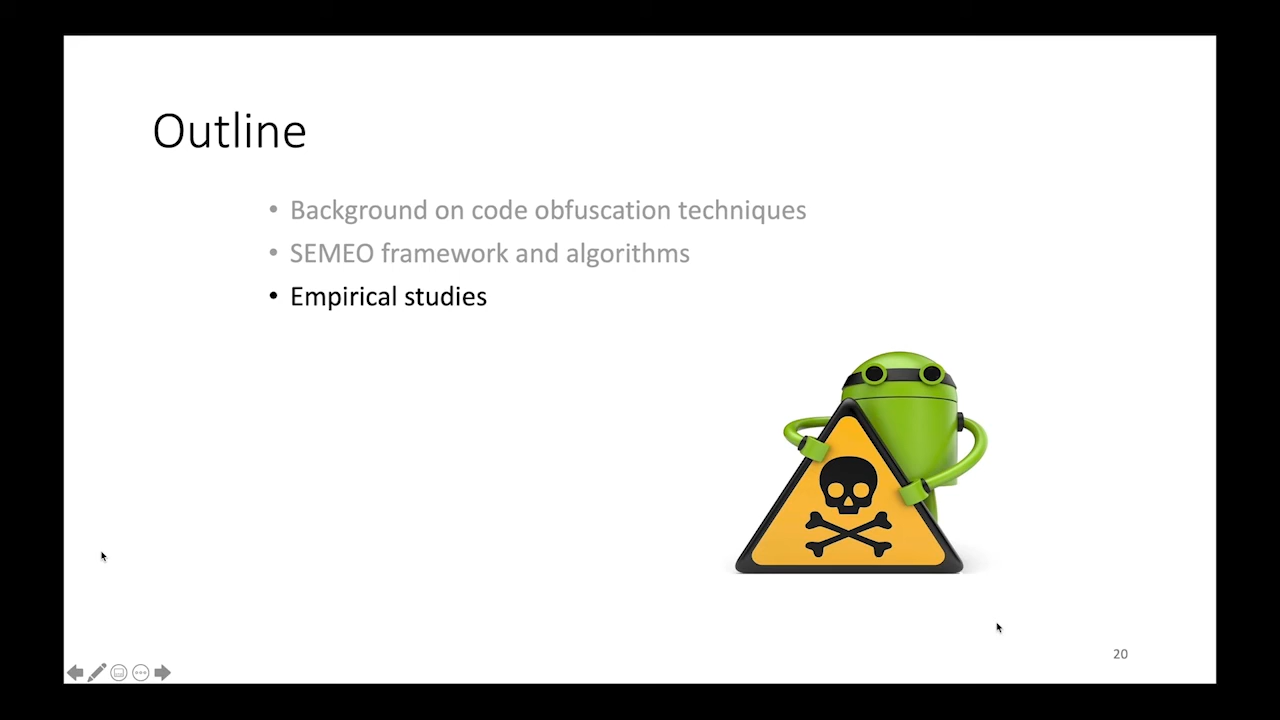 Outline
• Background on code obfuscation techniques
• SEMEO framework and algorithms
• Empirical studies
20